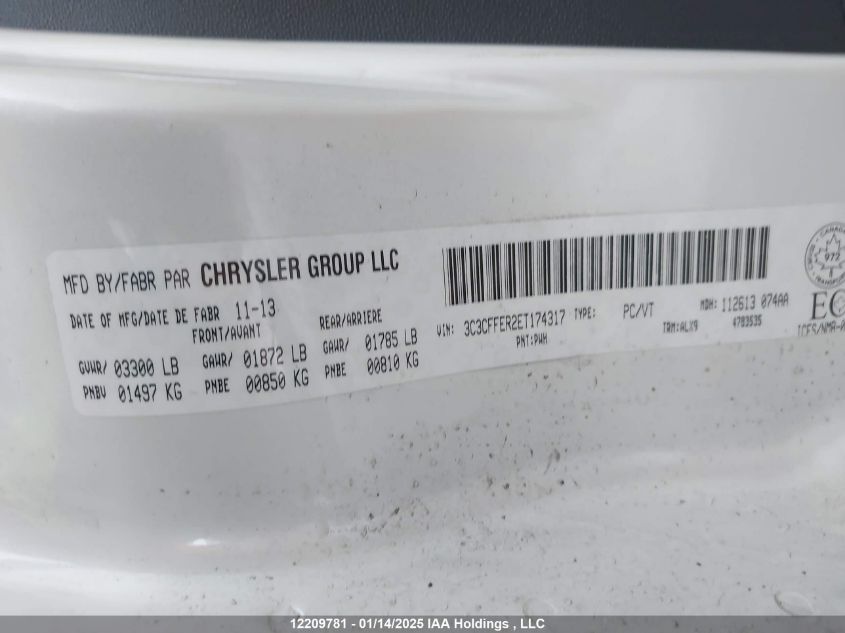 MFD BY/FABR PAR CHRYSLER GROUP LLC
DATE OF MFG/DATE DE FABR 11-13
FRONT/AVANT REAR/ARRIERE
GVWR/ 03300 LB GAWR/ 01872 LB GAWR/ 01785 LB
PNBV 01497 KG PNBE 00850 KG PNBE 00810 KG
VIN: 3C3CFFER2ET174317 TYPE: PC/VT MDH: 112613 074AA
PNT:PWH TRM:ALX9 4783535
CANADA
972
12209781 - 01/14/2025 IAA Holdings , LLC